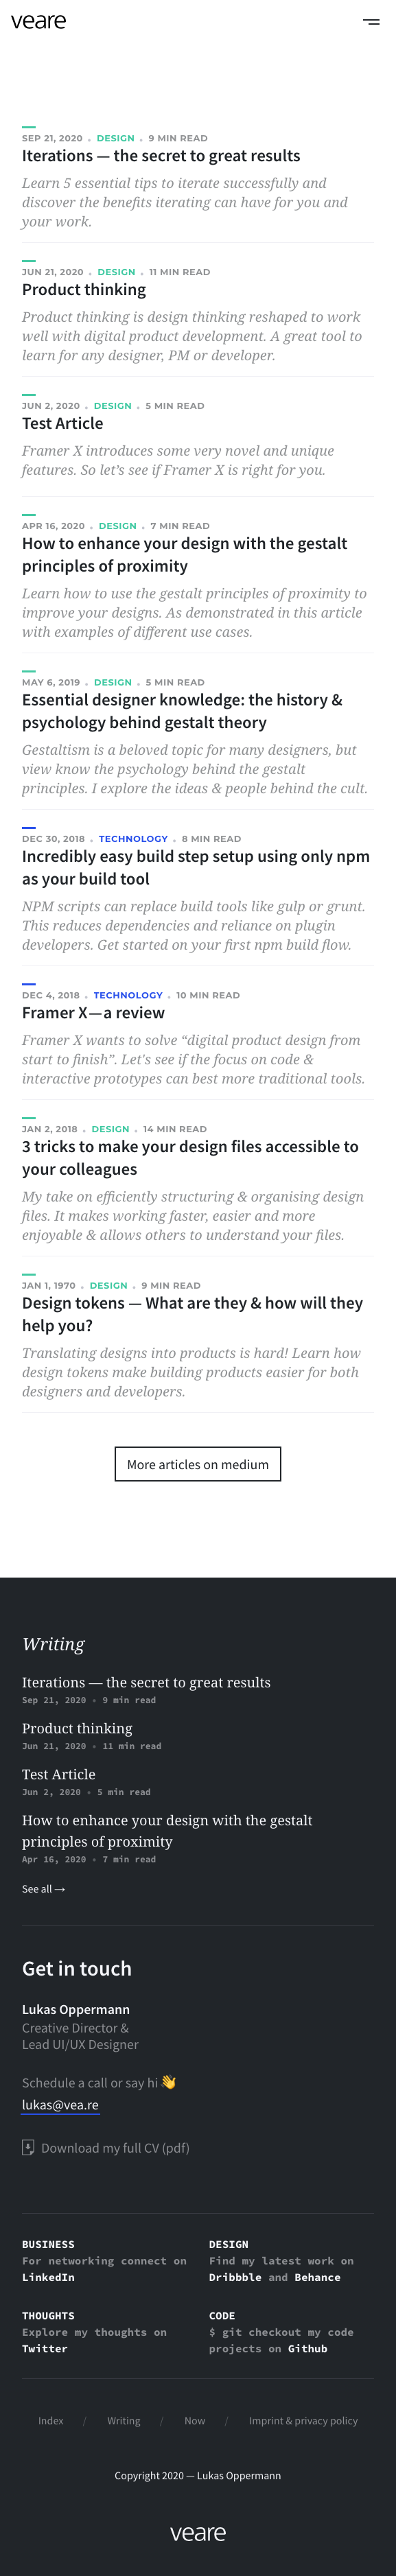 veare
SEP 21, 2020 • DESIGN • 9 MIN READ
Iterations — the secret to great results
Learn 5 essential tips to iterate successfully and
discover the benefits iterating can have for you and
your work.
JUN 21, 2020 • DESIGN • 11 MIN READ
Product thinking
Product thinking is design thinking reshaped to work
well with digital product development. A great tool to
learn for any designer, PM or developer.
JUN 2, 2020 • DESIGN • 5 MIN READ
Test Article
Framer X introduces some very novel and unique
features. So let’s see if Framer X is right for you.
APR 16, 2020 • DESIGN • 7 MIN READ
How to enhance your design with the gestalt
principles of proximity
Learn how to use the gestalt principles of proximity to
improve your designs. As demonstrated in this article
with examples of different use cases.
MAY 6, 2019 • DESIGN • 5 MIN READ
Essential designer knowledge: the history &
psychology behind gestalt theory
Gestaltism is a beloved topic for many designers, but
view know the psychology behind the gestalt
principles. I explore the ideas & people behind the cult.
DEC 30, 2018 • TECHNOLOGY • 8 MIN READ
Incredibly easy build step setup using only npm
as your build tool
NPM scripts can replace build tools like gulp or grunt.
This reduces dependencies and reliance on plugin
developers. Get started on your first npm build flow.
DEC 4, 2018 • TECHNOLOGY • 10 MIN READ
Framer X—a review
Framer X wants to solve “digital product design from
start to finish”. Let's see if the focus on code &
interactive prototypes can best more traditional tools.
JAN 2, 2018 • DESIGN • 14 MIN READ
3 tricks to make your design files accessible to
your colleagues
My take on efficiently structuring & organising design
files. It makes working faster, easier and more
enjoyable & allows others to understand your files.
JAN 1, 1970 • DESIGN • 9 MIN READ
Design tokens — What are they & how will they
help you?
Translating designs into products is hard! Learn how
design tokens make building products easier for both
designers and developers.
More articles on medium
Writing
Iterations — the secret to great results
Sep 21, 2020 • 9 min read
Product thinking
Jun 21, 2020 • 11 min read
Test Article
Jun 2, 2020 • 5 min read
How to enhance your design with the gestalt
principles of proximity
Apr 16, 2020 • 7 min read
See all →
Get in touch
Lukas Oppermann
Creative Director &
Lead UI/UX Designer
Schedule a call or say hi 👋
lukas@vea.re
Download my full CV (pdf)
BUSINESS
For networking connect on
LinkedIn
DESIGN
Find my latest work on
Dribbble and Behance
THOUGHTS
Explore my thoughts on
Twitter
CODE
$ git checkout my code
projects on Github
Index / Writing / Now / Imprint & privacy policy
Copyright 2020 — Lukas Oppermann
veare